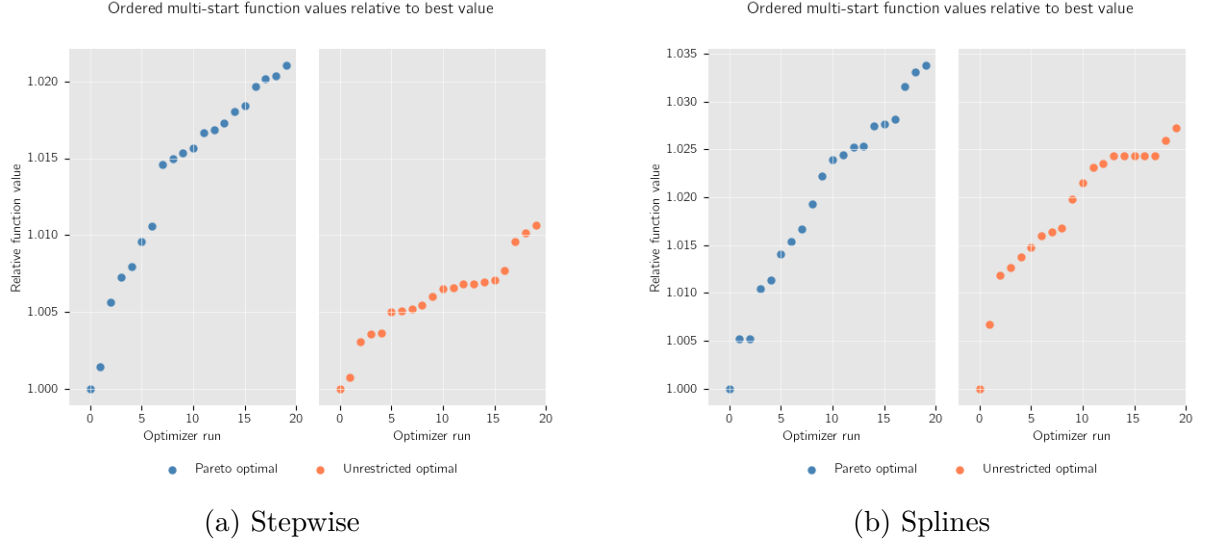 Ordered multi-start function values relative to best value
Relative function value
1.020
1.015
1.010
1.005
1.000
0 5 10 15 20
Optimizer run
0 5 10 15 20
Optimizer run
Pareto optimal
Unrestricted optimal
(a) Stepwise
Ordered multi-start function values relative to best value
Relative function value
1.035
1.030
1.025
1.020
1.015
1.010
1.005
1.000
0 5 10 15 20
Optimizer run
0 5 10 15 20
Optimizer run
Pareto optimal
Unrestricted optimal
(b) Splines